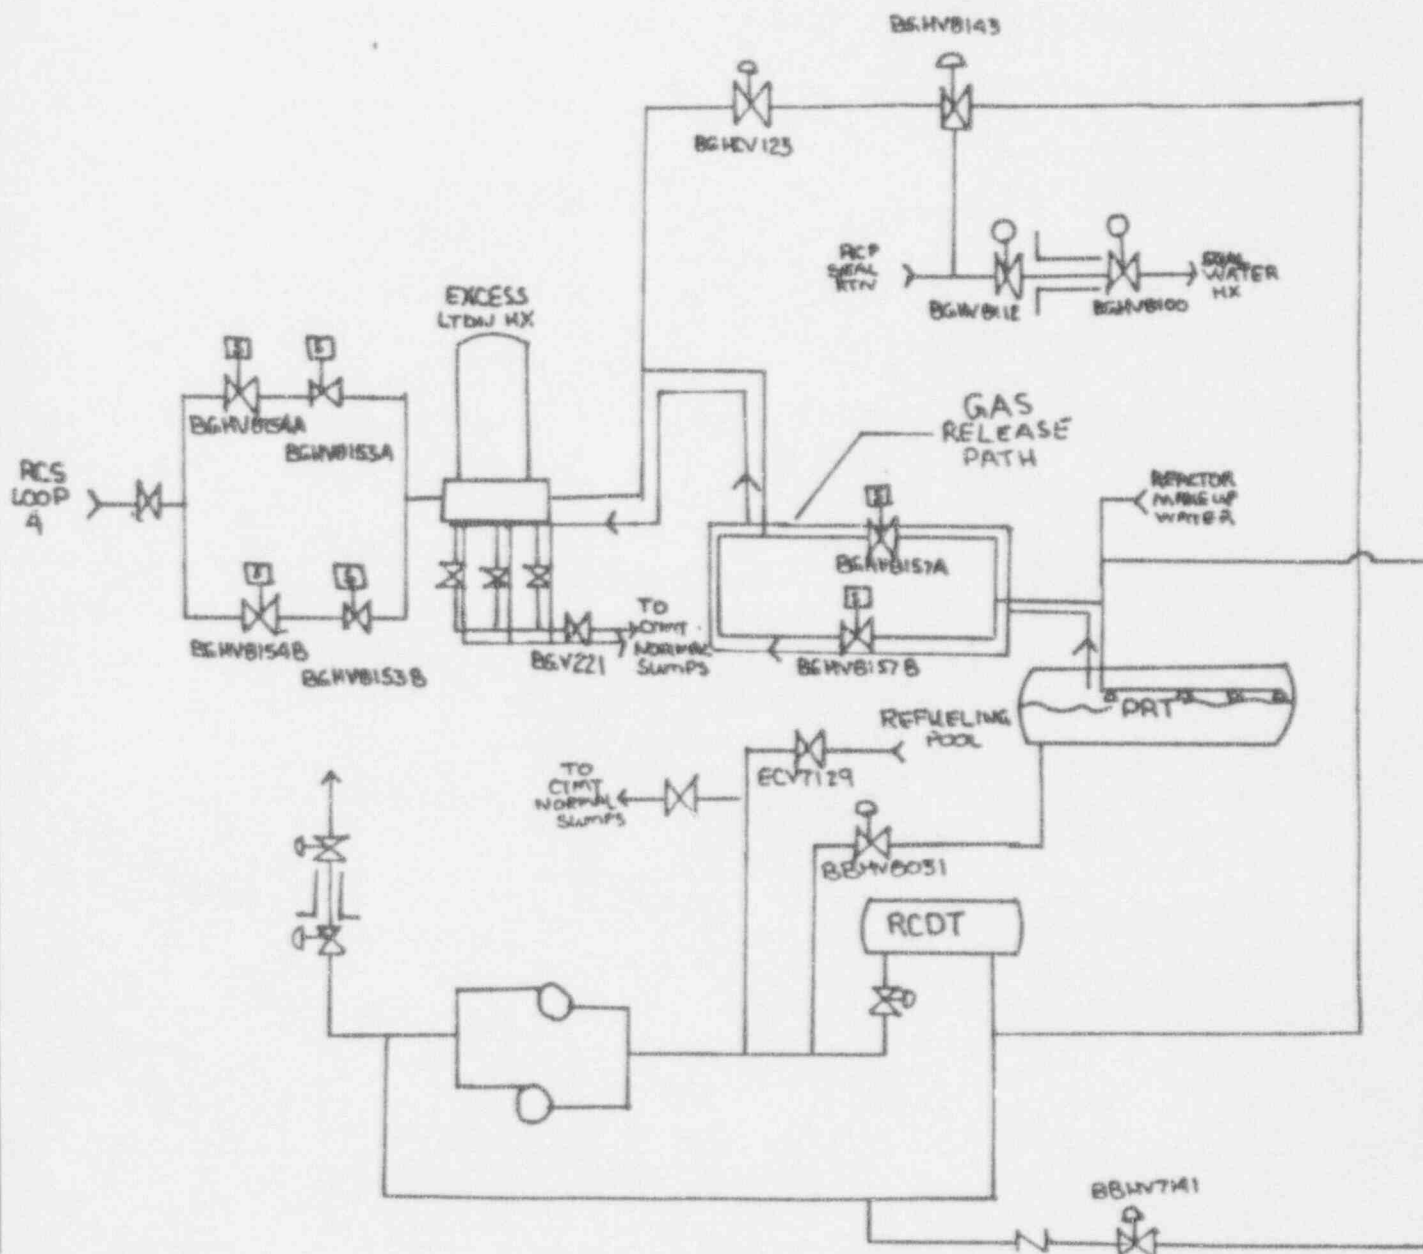 BGHV8143
BGHCV123
RCP
SEAL
RTN
BGHV8112
BGHV8100
SEAL
WATER
HX
EXCESS
LTDN HX
BGHV8154A
BGHV8153A
GAS
RELEASE
PATH
RCS
LOOP
A
REACTOR
MAKE UP
WATER
BGHV8157A
BGHV8154B
BGHV8153B
BGV221
TO
CTMT
NORMAL
SUMPS
BGHV8157B
PRT
REFUELING
POOL
ECV7129
TO
CTMT
NORMAL
SUMPS
BBHV8031
RCDT
BBHV7141